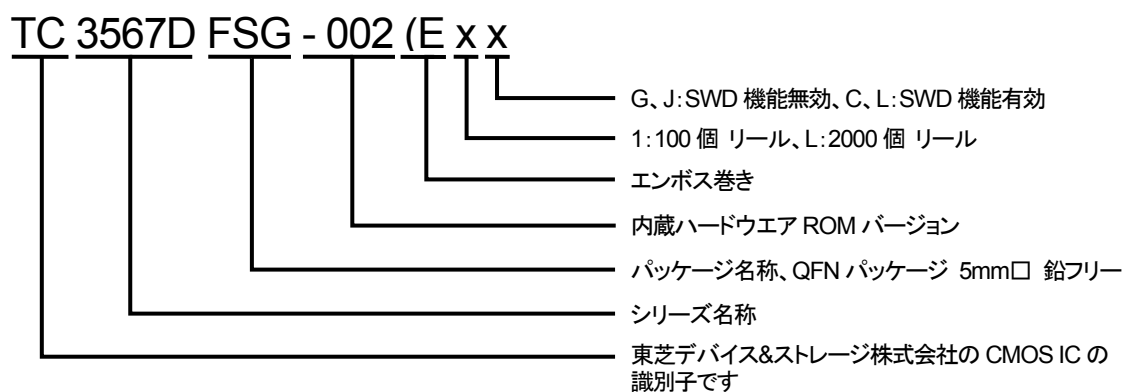 TC 3567D FSG - 002 (E x x
G、J:SWD 機能無効、C、L:SWD 機能有効
1:100 個 リール、L:2000 個 リール
エンボス巻き
内蔵ハードウエア ROM バージョン
パッケージ名称、QFN パッケージ 5mm□ 鉛フリー
シリーズ名称
東芝デバイス&ストレージ株式会社の CMOS IC の
識別子です